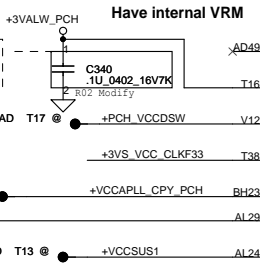 Have internal VRM
+3VALW_PCH
AD49
1
C340
.1U_0402_16V7K
2
R02 Modify
T16
AD T17 @
+PCH_VCCDSW
V12
+3VS_VCC_CLKF33
T38
+VCCAPLL_CPY_PCH
BH23
AL29
T13 @
+VCCSUS1
AL24